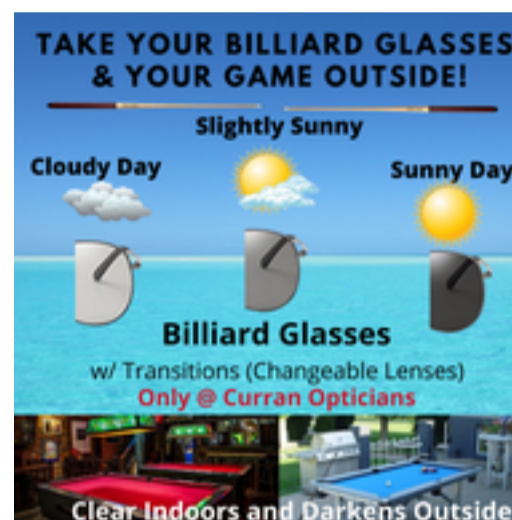 TAKE YOUR BILLIARD GLASSES
& YOUR GAME OUTSIDE!
Slightly Sunny
Cloudy Day
Sunny Day
Billiard Glasses
w/ Transitions (Changeable Lenses)
Only @ Curran Opticians
Clear Indoors and Darkens Outside